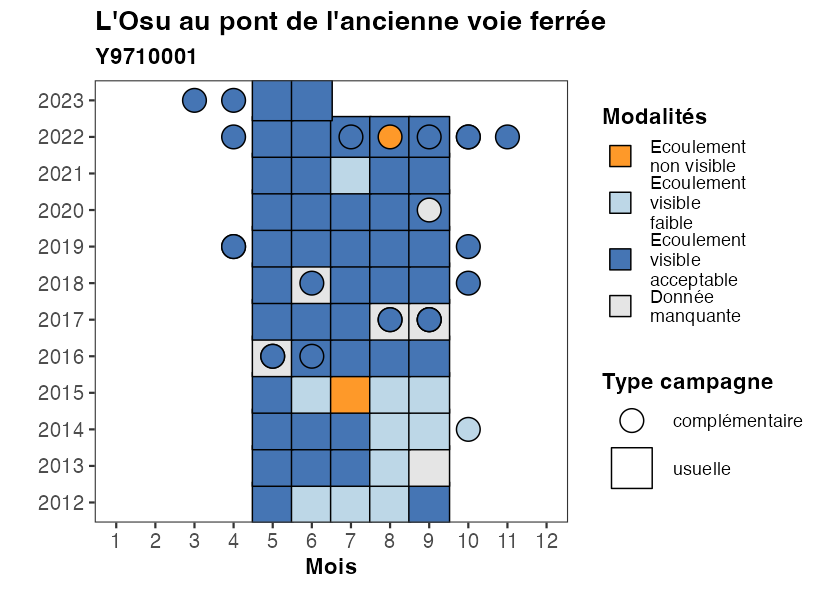 L'Osu au pont de l'ancienne voie ferrée
Y9710001
2023
2022
2021
2020
2019
2018
2017
2016
2015
2014
2013
2012
1 2 3 4 5 6 7 8 9 10 11 12
Mois
Modalités
Ecoulement
non visible
Ecoulement
visible
faible
Ecoulement
visible
acceptable
Donnée
manquante
Type campagne
complémentaire
usuelle